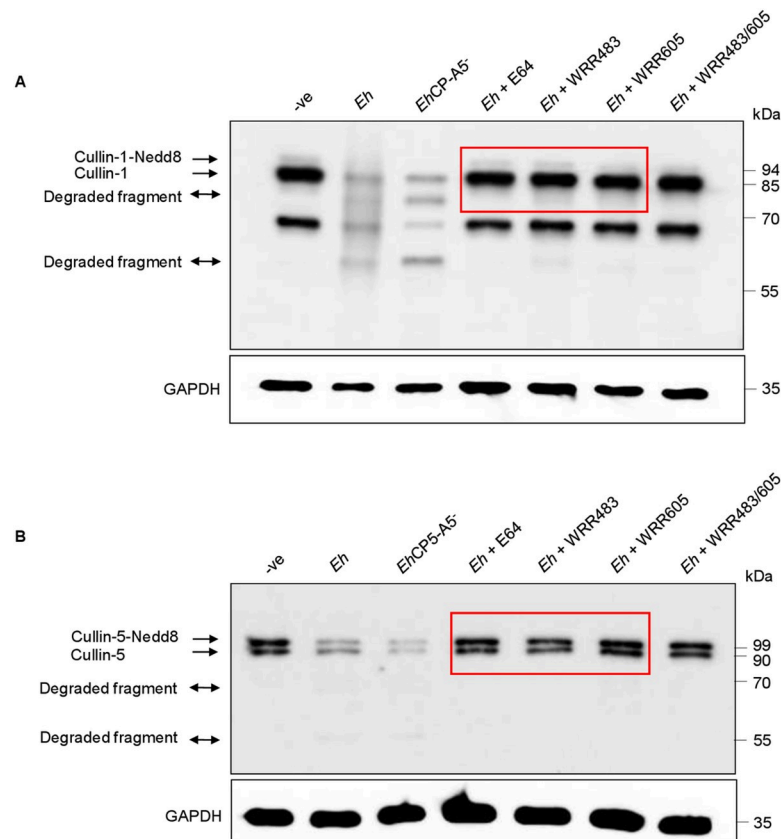 A
-ve
Eh
EhCP-A5-
Eh + E64
Eh + WRR483
Eh + WRR605
Eh + WRR483/605
kDa
Cullin-1-Nedd8
Cullin-1
Degraded fragment
Degraded fragment
94
85
70
55
GAPDH
35
B
-ve
Eh
EhCP5-A5-
Eh + E64
Eh + WRR483
Eh + WRR605
Eh + WRR483/605
kDa
Cullin-5-Nedd8
Cullin-5
Degraded fragment
Degraded fragment
99
90
70
55
GAPDH
35